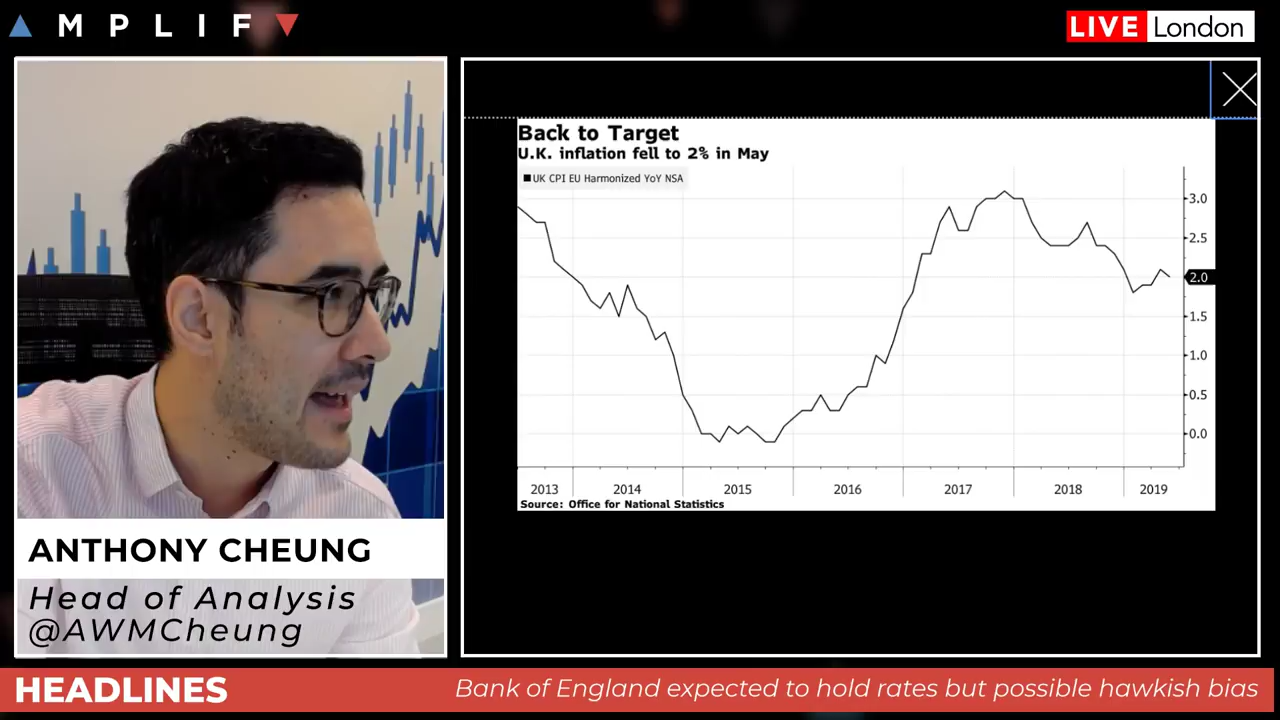 MPLIF
LIVE London
Back to Target
U.K. inflation fell to 2% in May
UK CPI EU Harmonized YoY NSA
3.0
2.5
2.0
1.5
1.0
0.5
0.0
2013 2014 2015 2016 2017 2018 2019
Source: Office for National Statistics
ANTHONY CHEUNG
Head of Analysis
@AWMCheung
HEADLINES Bank of England expected to hold rates but possible hawkish bias